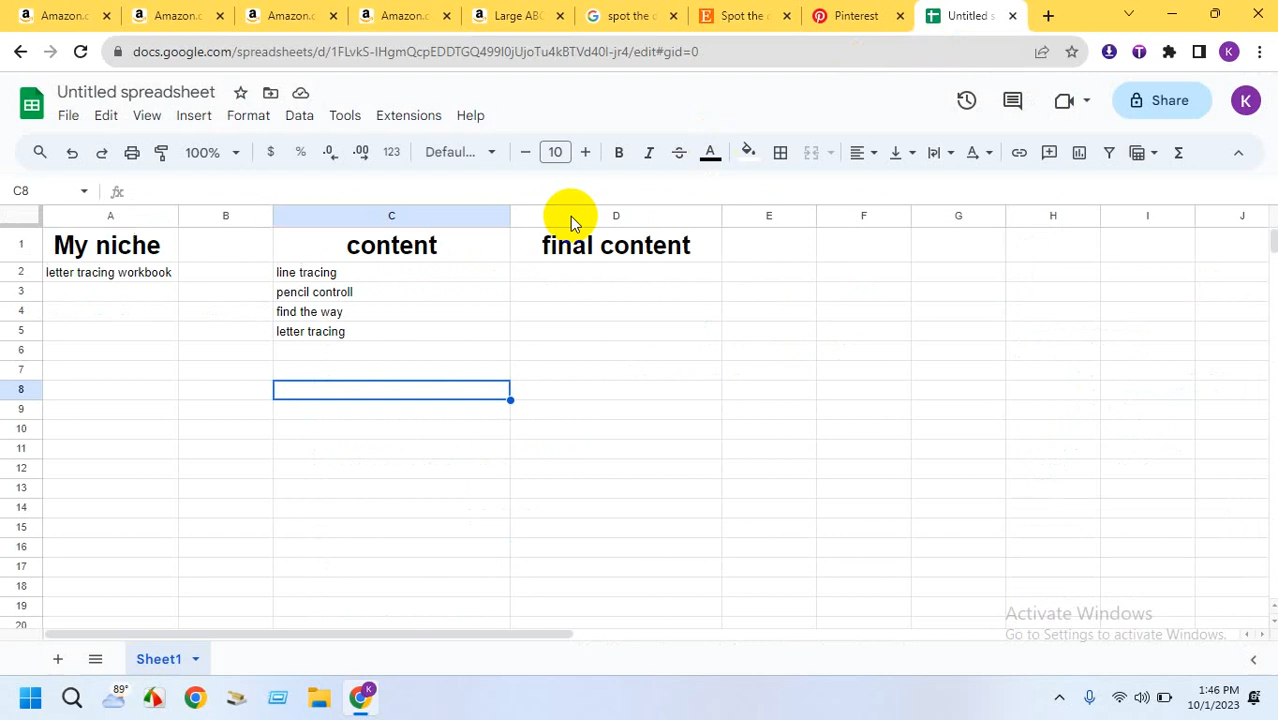 Amazon.c
Amazon.c
Amazon.c
Amazon.c
Large ABC
spot the c
Spot the c
Pinterest
Untitled s
docs.google.com/spreadsheets/d/1FLvkS-IHgmQcpEDDTGQ499I0jUjoTu4kBTVd40I-jr4/edit#gid=0
T
K
Untitled spreadsheet
Share
K
File Edit View Insert Format Data Tools Extensions Help
100% $ % .0 .00 123 Defaul... 10 B I A
C8 fx
A B C D E F G H I J
1 My niche content final content
2 letter tracing workbook line tracing
3 pencil controll
4 find the way
5 letter tracing
6
7
8
9
10
11
12
13
14
15
16
17
18
19
20
Activate Windows
Go to Settings to activate Windows.
Sheet1
89°
K
1:46 PM
10/1/2023